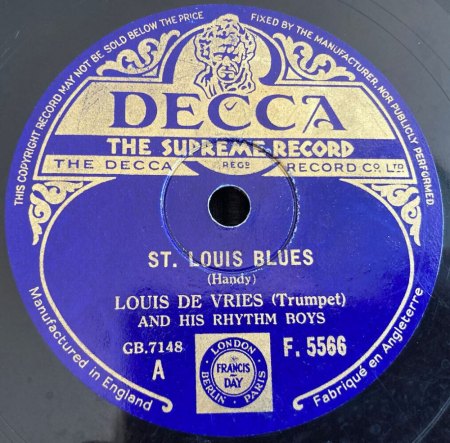 THIS COPYRIGHT RECORD MAY NOT BE SOLD BELOW THE PRICE FIXED BY THE MANUFACTURER, NOR PUBLICLY PERFORMED
DECCA
THE SUPREME RECORD
THE DECCA REGD RECORD CO. LTD
ST. LOUIS BLUES
(Handy)
LOUIS DE VRIES (Trumpet)
AND HIS RHYTHM BOYS
GB.7148
A
LONDON
FRANCIS
DAY
BERLIN · PARIS
F. 5566
Manufactured in England
Fabriqué en Angleterre